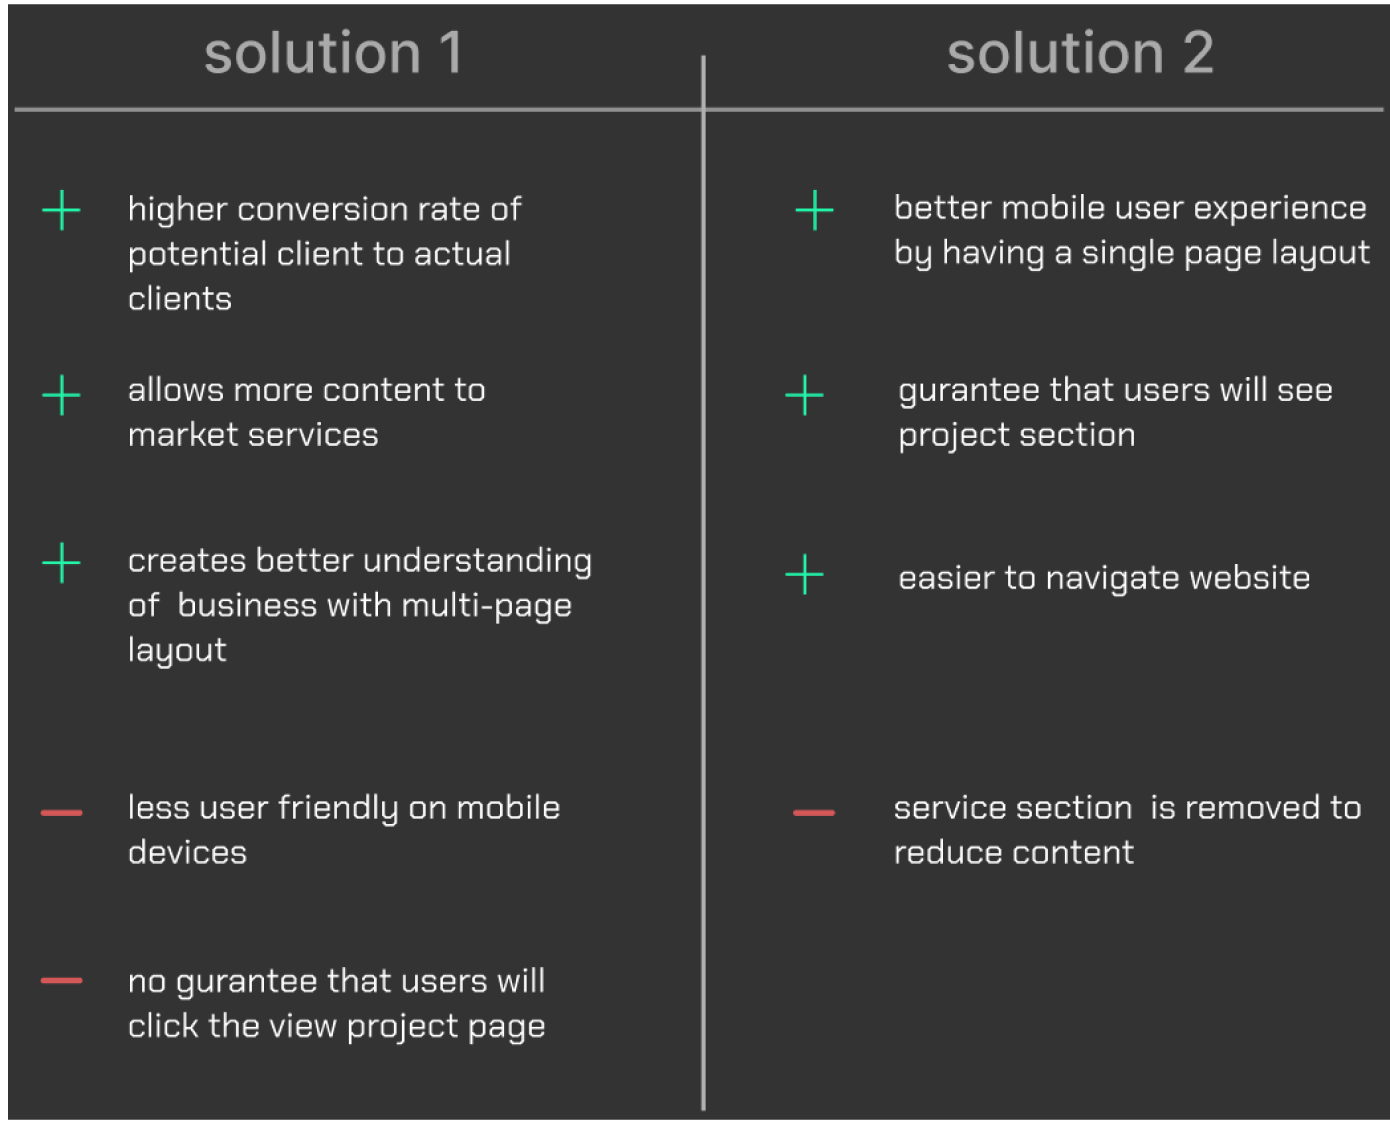 solution 1
higher conversion rate of
potential client to actual
clients
allows more content to
market services
creates better understanding
of  business with multi-page
layout
less user friendly on mobile
devices
no gurantee that users will
click the view project page
solution 2
better mobile user experience
by having a single page layout
gurantee that users will see
project section
easier to navigate website
service section  is removed to
reduce content